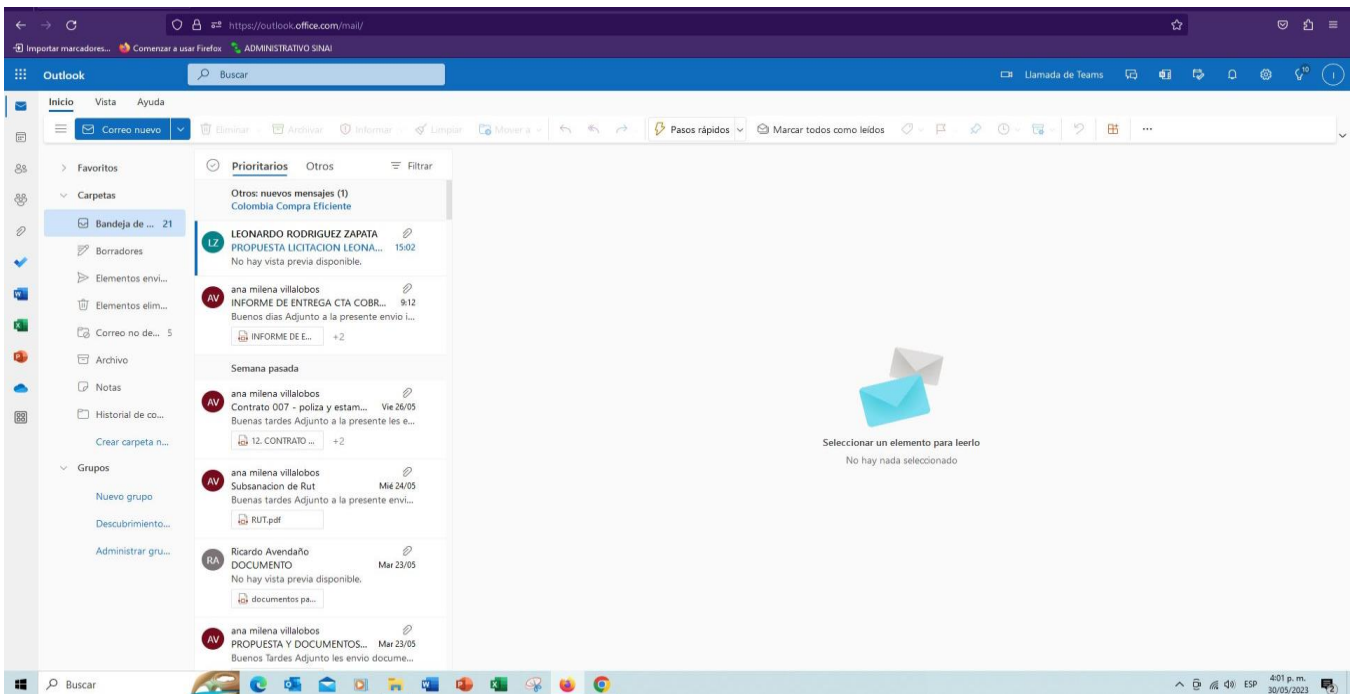 https://outlook.office.com/mail/
Importar marcadores... Comenzar a usar Firefox ADMINISTRATIVO SINAI
Outlook Buscar Llamada de Teams 10 I
Inicio Vista Ayuda
Correo nuevo Eliminar Archivar Informar Limpiar Mover a Pasos rápidos Marcar todos como leídos
Favoritos
Carpetas
Bandeja de ... 21
Borradores
Elementos envi...
Elementos elim...
Correo no de... 5
Archivo
Notas
Historial de co...
Crear carpeta n...
Grupos
Nuevo grupo
Descubrimiento...
Administrar gru...
Prioritarios Otros Filtrar
Otros: nuevos mensajes (1)
Colombia Compra Eficiente
LZ
LEONARDO RODRIGUEZ ZAPATA
PROPUESTA LICITACION LEONA... 15:02
No hay vista previa disponible.
AV
ana milena villalobos
INFORME DE ENTREGA CTA COBR... 9:12
Buenos dias Adjunto a la presente envio i...
INFORME DE E... +2
Semana pasada
AV
ana milena villalobos
Contrato 007 - poliza y estam... Vie 26/05
Buenas tardes Adjunto a la presente les e...
12. CONTRATO ... +2
AV
ana milena villalobos
Subsanacion de Rut Mié 24/05
Buenas tardes Adjunto a la presente envi...
RUT.pdf
RA
Ricardo Avendaño
DOCUMENTO Mar 23/05
No hay vista previa disponible.
documentos pa...
AV
ana milena villalobos
PROPUESTA Y DOCUMENTOS... Mar 23/05
Buenos Tardes Adjunto les envio docume...
Seleccionar un elemento para leerlo
No hay nada seleccionado
Buscar
ESP
4:01 p. m.
30/05/2023
2